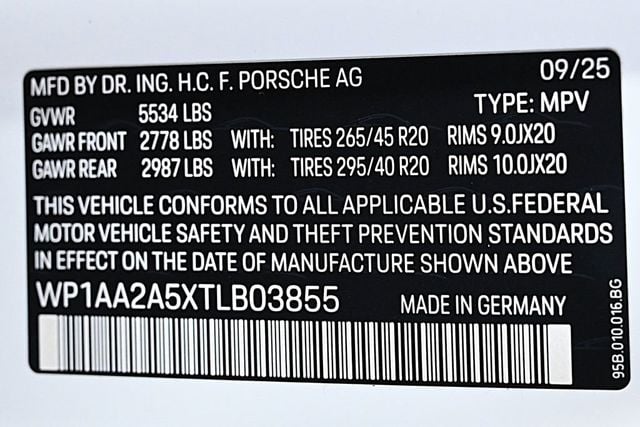 MFD BY DR. ING. H.C. F. PORSCHE AG 09/25
GVWR 5534 LBS TYPE: MPV
GAWR FRONT 2778 LBS WITH: TIRES 265/45 R20 RIMS 9.0JX20
GAWR REAR 2987 LBS WITH: TIRES 295/40 R20 RIMS 10.0JX20
THIS VEHICLE CONFORMS TO ALL APPLICABLE U.S.FEDERAL
MOTOR VEHICLE SAFETY AND THEFT PREVENTION STANDARDS
IN EFFECT ON THE DATE OF MANUFACTURE SHOWN ABOVE
WP1AA2A5XTLB03855 MADE IN GERMANY
95B.010.016.BG